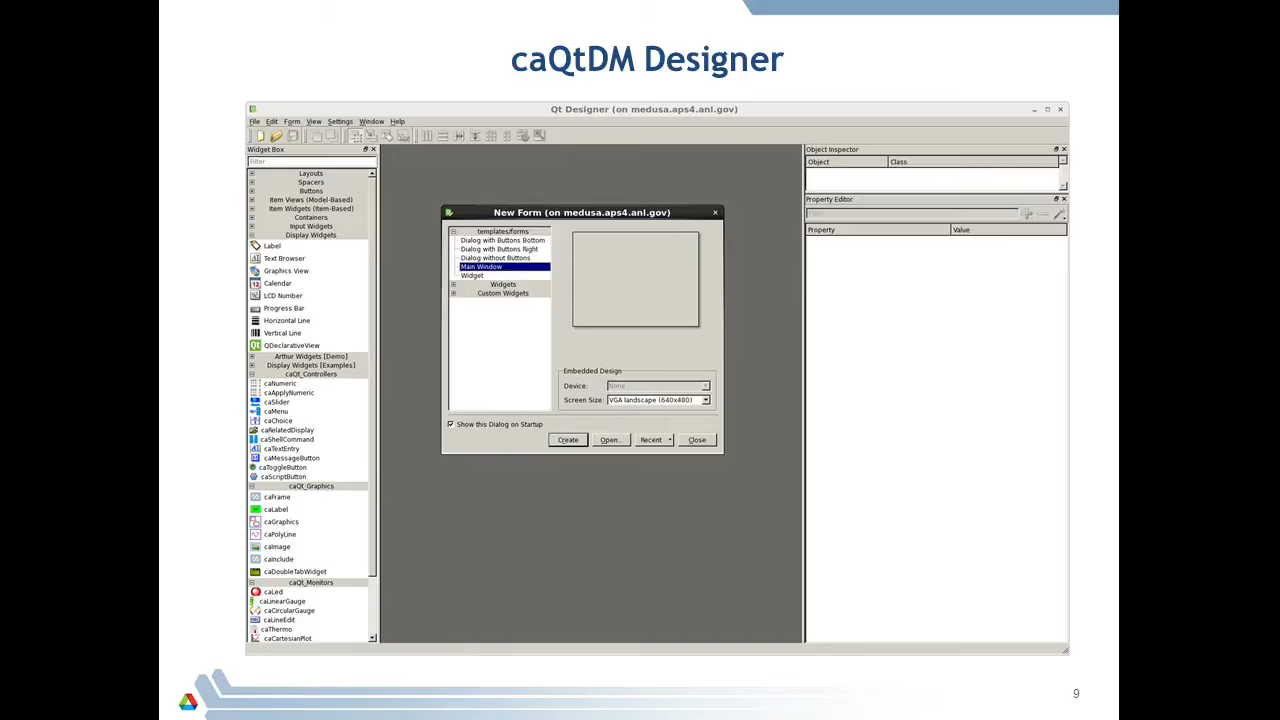 caQtDM Designer
Qt Designer (on medusa.aps4.anl.gov)
File Edit Form View Settings Window Help
Widget Box
Filter
Layouts
Spacers
Buttons
Item Views (Model-Based)
Item Widgets (Item-Based)
Containers
Input Widgets
Display Widgets
Label
Text Browser
Graphics View
12 Calendar
LCD Number
Progress Bar
Horizontal Line
Vertical Line
Qt QDeclarativeView
Arthur Widgets [Demo]
Display Widgets [Examples]
caQt_Controllers
caNumeric
caApplyNumeric
caSlider
caMenu
caChoice
caRelatedDisplay
caShellCommand
caTextEntry
caMessageButton
caToggleButton
caScriptButton
caQt_Graphics
caFrame
caLabel
caGraphics
caPolyLine
caImage
caInclude
caDoubleTabWidget
caQt_Monitors
caLed
caLinearGauge
caCircularGauge
caLineEdit
caThermo
caCartesianPlot
New Form (on medusa.aps4.anl.gov)
templates/forms
Dialog with Buttons Bottom
Dialog with Buttons Right
Dialog without Buttons
Main Window
Widget
Widgets
Custom Widgets
Embedded Design
Device: None
Screen Size: VGA landscape (640x480)
Show this Dialog on Startup
Create Open... Recent Close
Object Inspector
Object Class
Property Editor
Filter
Property Value
9